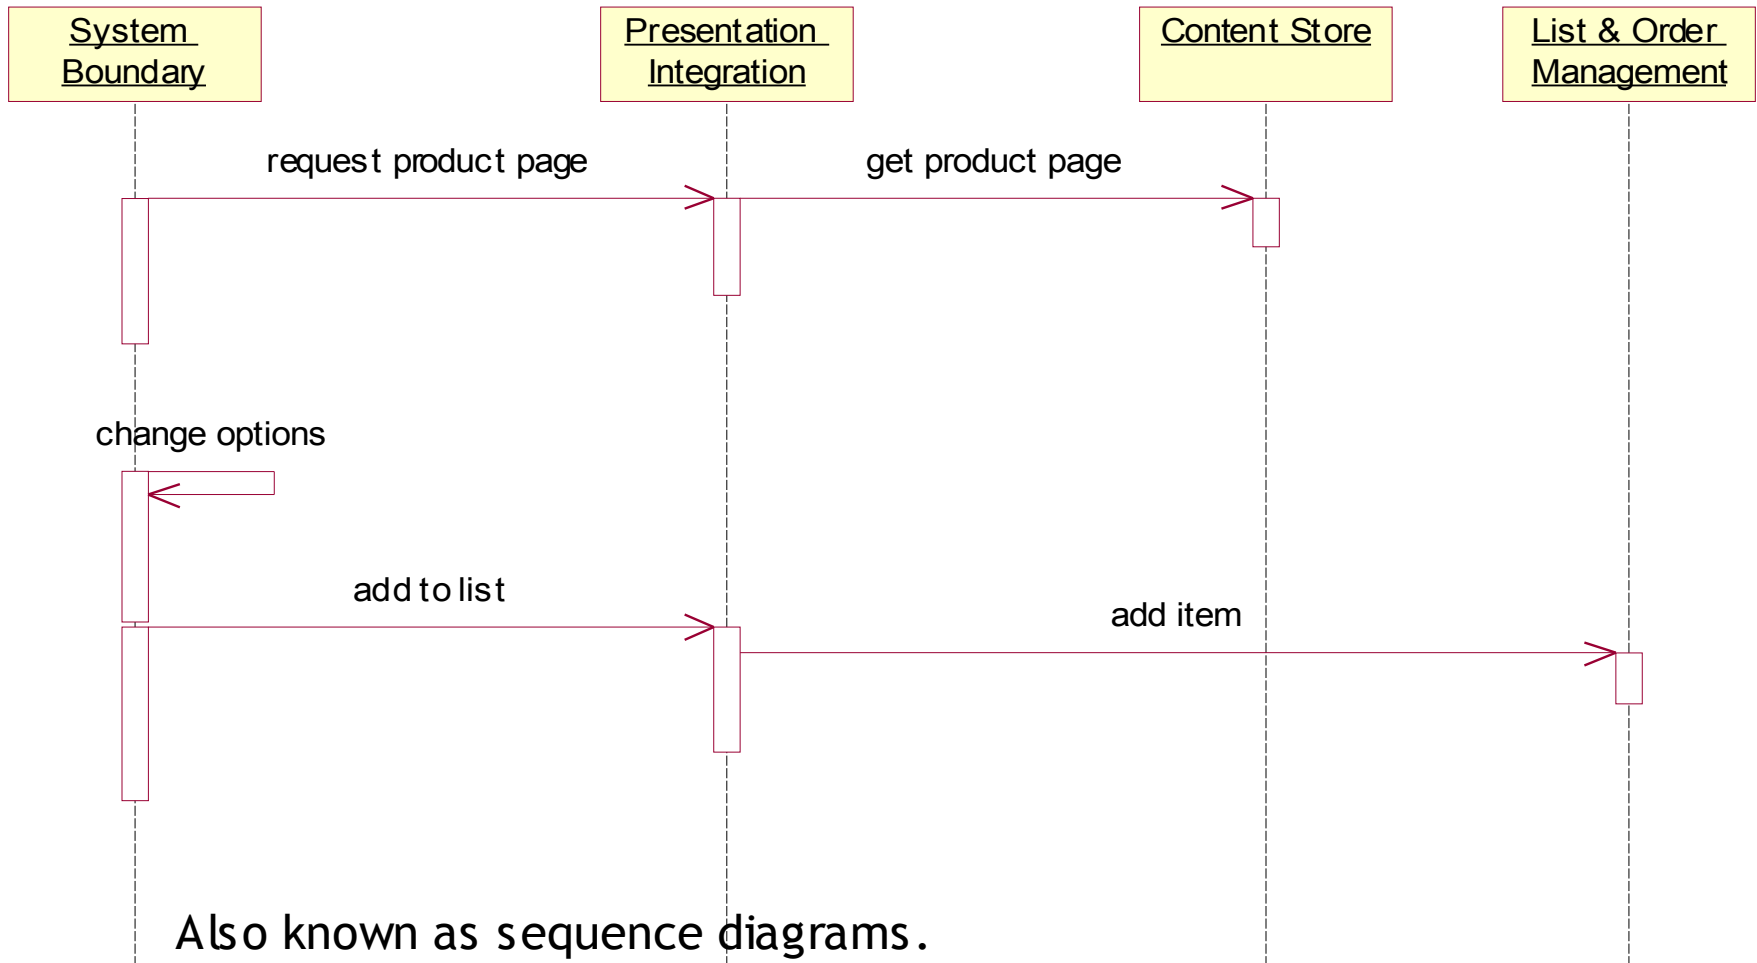 System
Boundary
Presentation
Integration
Content Store
List & Order
Management
request product page
get product page
change options
add to list
add item
Also known as sequence diagrams.